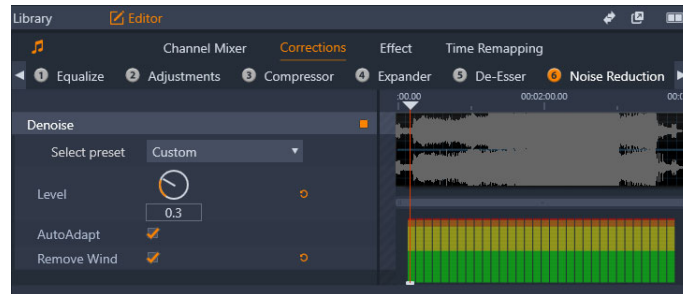 Library Editor
Channel Mixer Corrections Effect Time Remapping
1 Equalize 2 Adjustments 3 Compressor 4 Expander 5 De-Esser 6 Noise Reduction
:00.00 00:02:00.00 00:0
Denoise
Select preset Custom
Level
0.3
AutoAdapt
Remove Wind